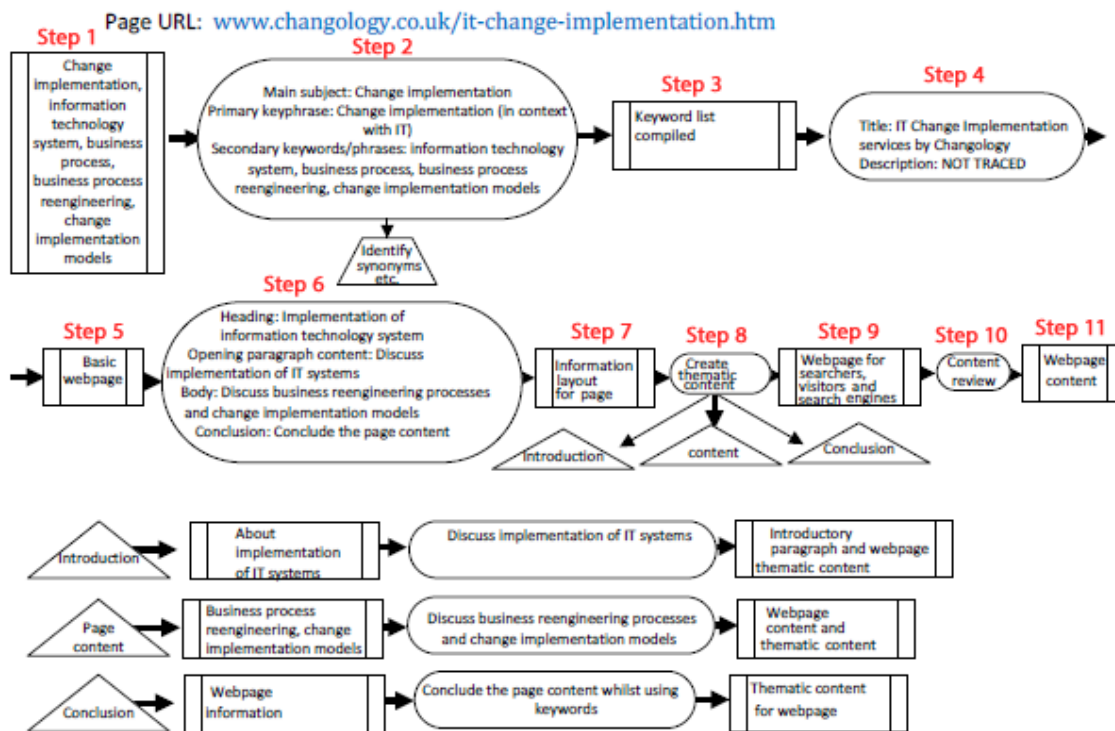 Page URL: www.changology.co.uk/it-change-implementation.htm
Step 1
Change
implementation,
information
technology
system, business
process,
business process
reengineering,
change
implementation
models
Step 2
Main subject: Change implementation
Primary keyphrase: Change implementation (in context
with IT)
Secondary keywords/phrases: information technology
system, business process, business process
reengineering, change implementation models
Identify
synonyms
etc.
Step 3
Keyword list
compiled
Step 4
Title: IT Change Implementation
services by Changology
Description: NOT TRACED
Step 5
Basic
webpage
Step 6
Heading: Implementation of
information technology system
Opening paragraph content: Discuss
implementation of IT systems
Body: Discuss business reengineering processes
and change implementation models
Conclusion: Conclude the page content
Step 7
Information
layout
for page
Step 8
Create
thematic
content
Introduction
content
Conclusion
Step 9
Webpage for
searchers,
visitors and
search engines
Step 10
Content
review
Step 11
Webpage
content
Introduction
About
implementation
of IT systems
Discuss implementation of IT systems
Introductory
paragraph and webpage
thematic content
Page
content
Business process
reengineering, change
implementation models
Discuss business reengineering processes
and change implementation models
Webpage
content and
thematic content
Conclusion
Webpage
information
Conclude the page content whilst using
keywords
Thematic content
for webpage